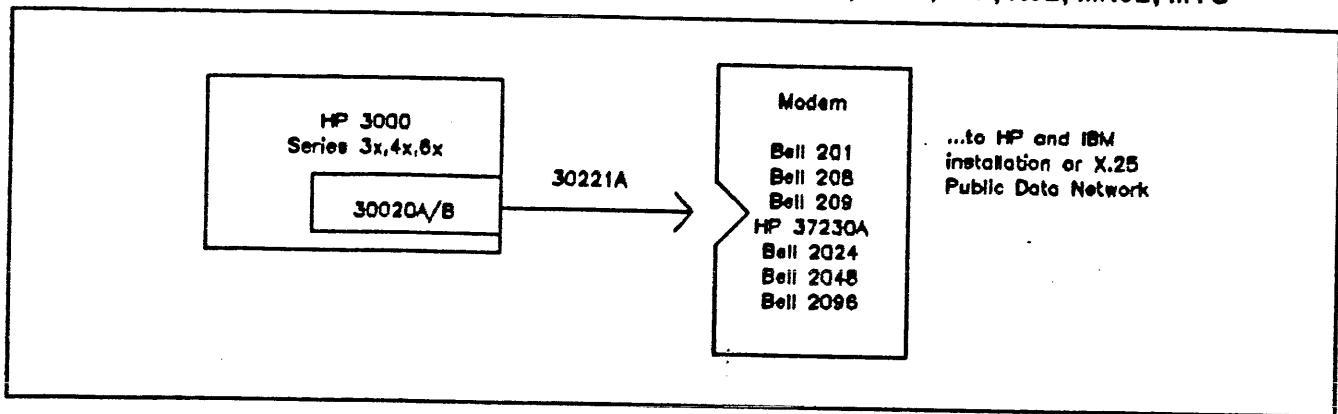 HP 3000
Series 3x,4x,6x
30020A/B
30221A
Modem
Bell 201
Bell 208
Bell 209
HP 37230A
Bell 2024
Bell 2048
Bell 2096
...to HP and IBM
installation or X.25
Public Data Network